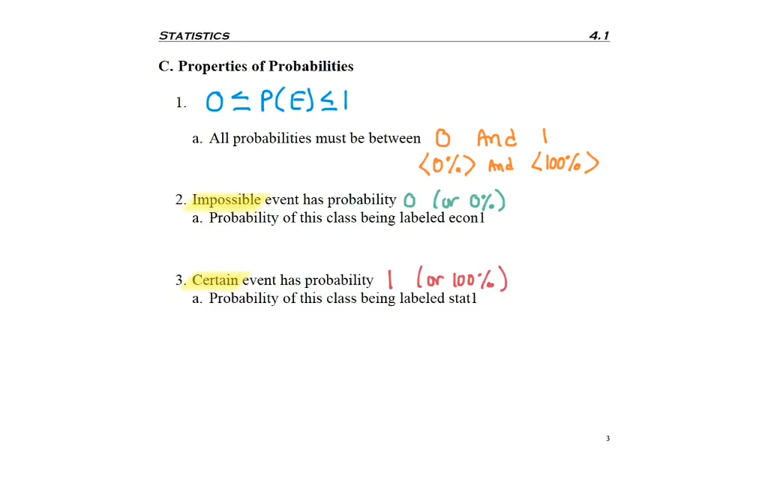 STATISTICS 4.1
C. Properties of Probabilities
1. 0 ≤ P(E) ≤ 1
a. All probabilities must be between 0 And 1
<0%> And <100%>
2. Impossible event has probability 0 (or 0%)
a. Probability of this class being labeled econ1
3. Certain event has probability 1 (or 100%)
a. Probability of this class being labeled stat1
3